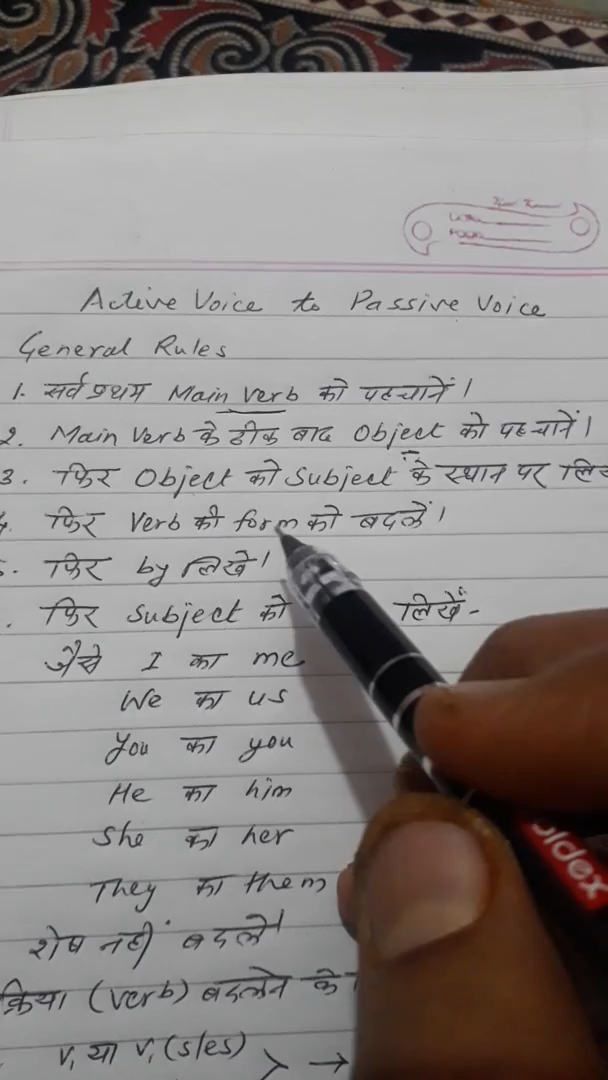 Active Voice to Passive Voice
General Rules
1. सर्वप्रथम Main verb को पहचानें।
2. Main Verb के ठीक बाद Object को पहचानें।
3. फिर Object को Subject के स्थान पर
4. फिर Verb की form को बदलें।
फिर by लिखें।
फिर Subject को लिखें-
जैसे I का me
We का us
You का you
He का him
She का her
They का them
शेष नहीं बदलें।
क्रिया (Verb) बदलने के
V₁ या V₁ (s/es) →